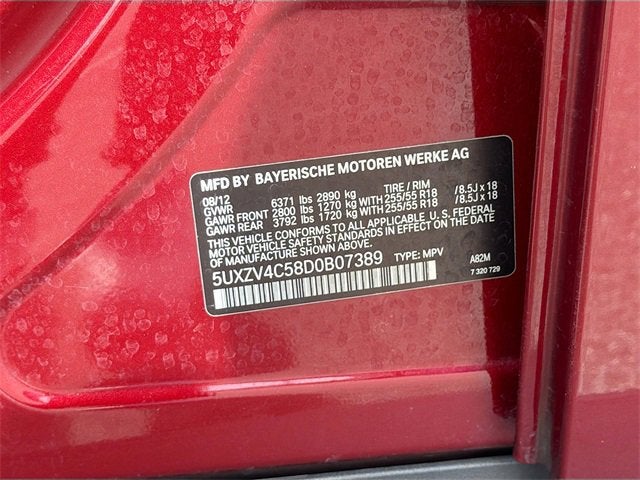 MFD BY BAYERISCHE MOTOREN WERKE AG
08/12 TIRE / RIM
GVWR 6371 lbs 2890 kg
GAWR FRONT 2800 lbs 1270 kg WITH 255/55 R18 / 8.5J x 18
GAWR REAR 3792 lbs 1720 kg WITH 255/55 R18 / 8.5J x 18
THIS VEHICLE CONFORMS TO ALL APPLICABLE U.S. FEDERAL
MOTOR VEHICLE SAFETY STANDARDS IN EFFECT ON THE DATE
OF MANUFACTURE SHOWN ABOVE.
5UXZV4C58D0B07389 TYPE: MPV A82M
7 320 729